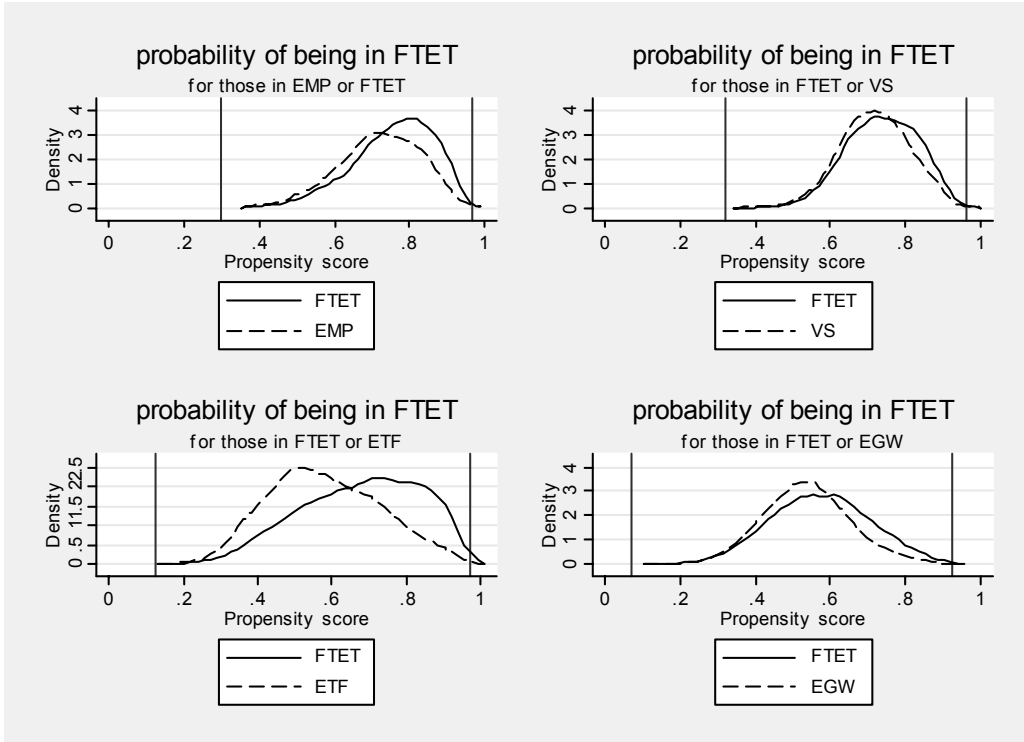 probability of being in FTET
for those in EMP or FTET
Density
0 1 2 3 4
0 .2 .4 .6 .8 1
Propensity score
FTET
EMP
probability of being in FTET
for those in FTET or VS
Density
0 1 2 3 4
0 .2 .4 .6 .8 1
Propensity score
FTET
VS
probability of being in FTET
for those in FTET or ETF
Density
0 .5 1 1.5 2 2.5
0 .2 .4 .6 .8 1
Propensity score
FTET
ETF
probability of being in FTET
for those in FTET or EGW
Density
0 1 2 3 4
0 .2 .4 .6 .8 1
Propensity score
FTET
EGW